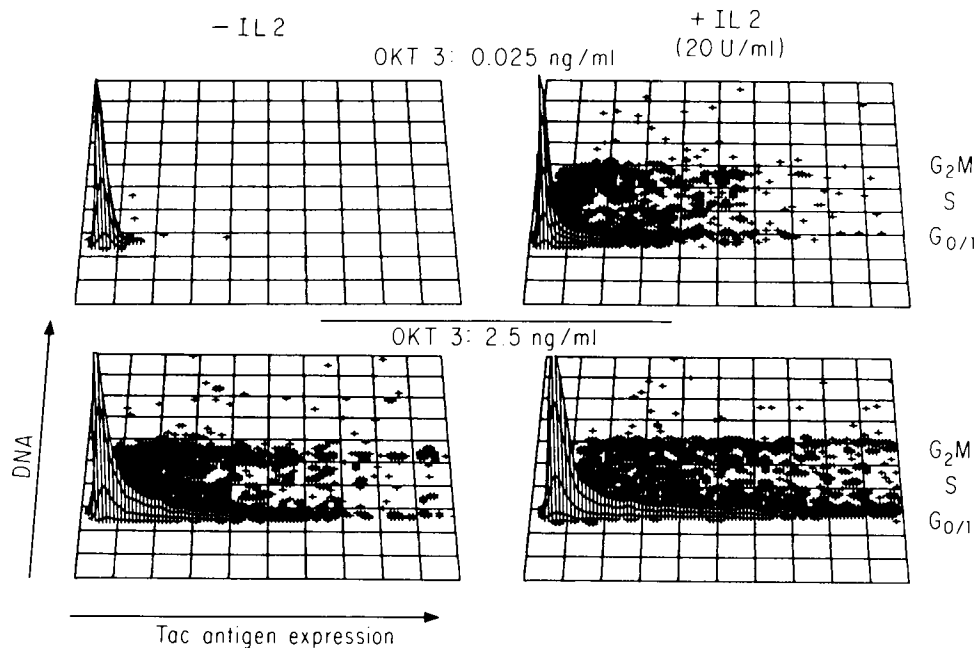 - IL 2
+ IL 2
(20 U/ml)
OKT 3: 0.025 ng/ml
G2M
S
G0/1
OKT 3: 2.5 ng/ml
G2M
S
G0/1
DNA
Tac antigen expression